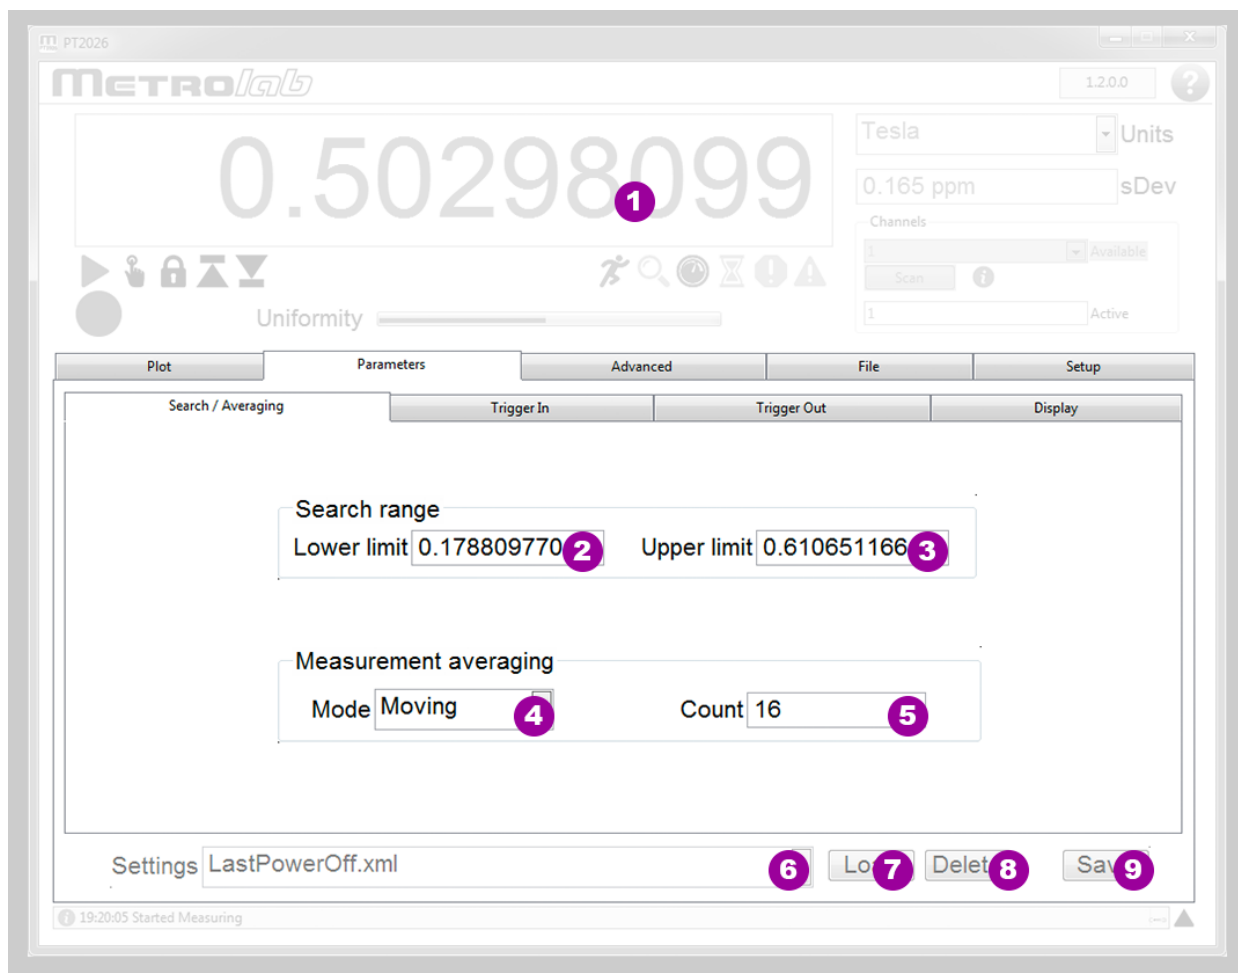 PT2026
METROlab
1.2.0.0
?
0.50298099
1
Tesla
Units
0.165 ppm
sDev
Channels
1
Available
Scan
1
Active
Uniformity
Plot
Parameters
Advanced
File
Setup
Search / Averaging
Trigger In
Trigger Out
Display
Search range
Lower limit 0.178809770 2
Upper limit 0.610651166 3
Measurement averaging
Mode Moving 4
Count 16 5
Settings LastPowerOff.xml 6
7
8
9
19:20:05 Started Measuring